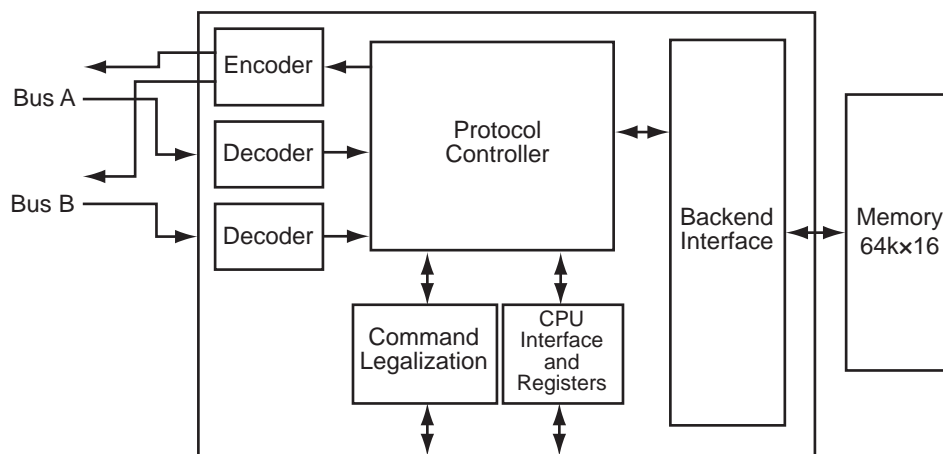 Encoder
Bus A
Protocol
Controller
Decoder
Bus B
Decoder
Backend
Interface
Memory
64k×16
Command
Legalization
CPU
Interface
and
Registers